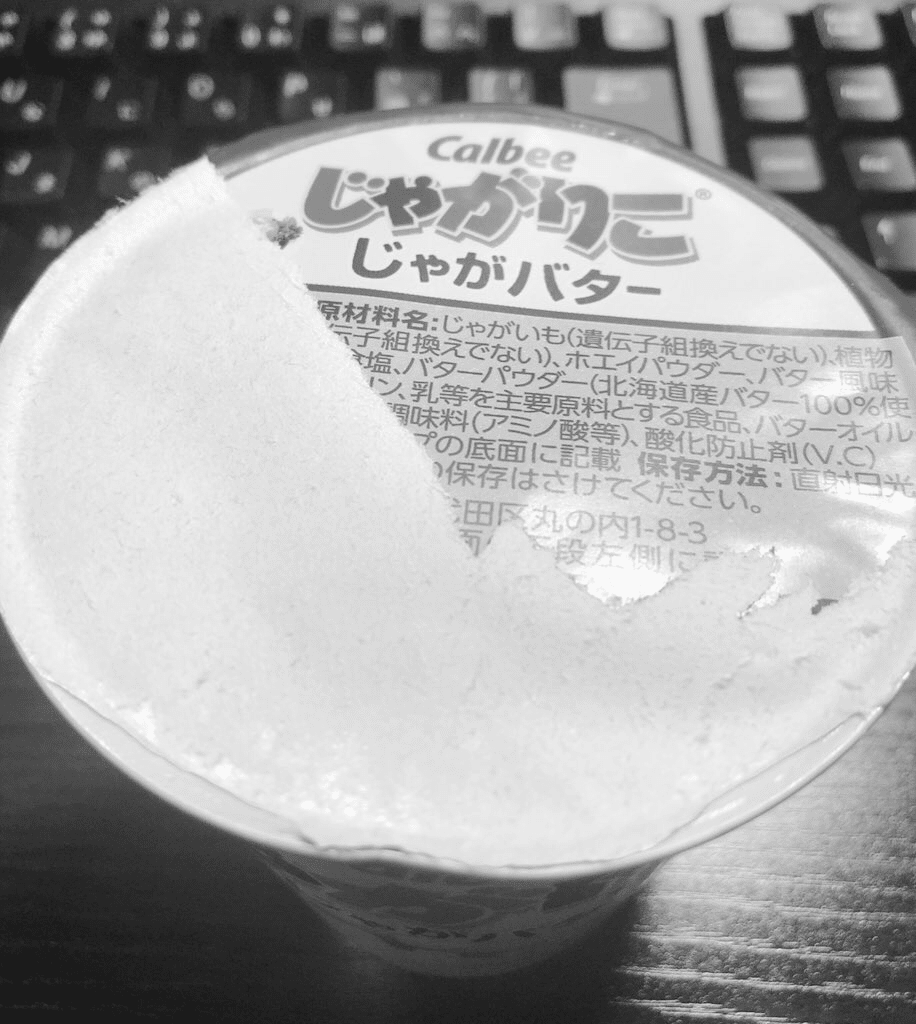 Calbee
じゃがりこ®
じゃがバター
原材料名:じゃがいも(遺伝子組換えでない)、植物
伝子組換えでない)、ホエイパウダー、バター風味
食塩、バターパウダー(北海道産バター100%使
ン、乳等を主要原料とする食品、バターオイル
調味料(アミノ酸等)、酸化防止剤(V.C)
プの底面に記載 保存方法:直射日光
の保存はさけてください。
田区丸の内1-8-3
面 段左側に